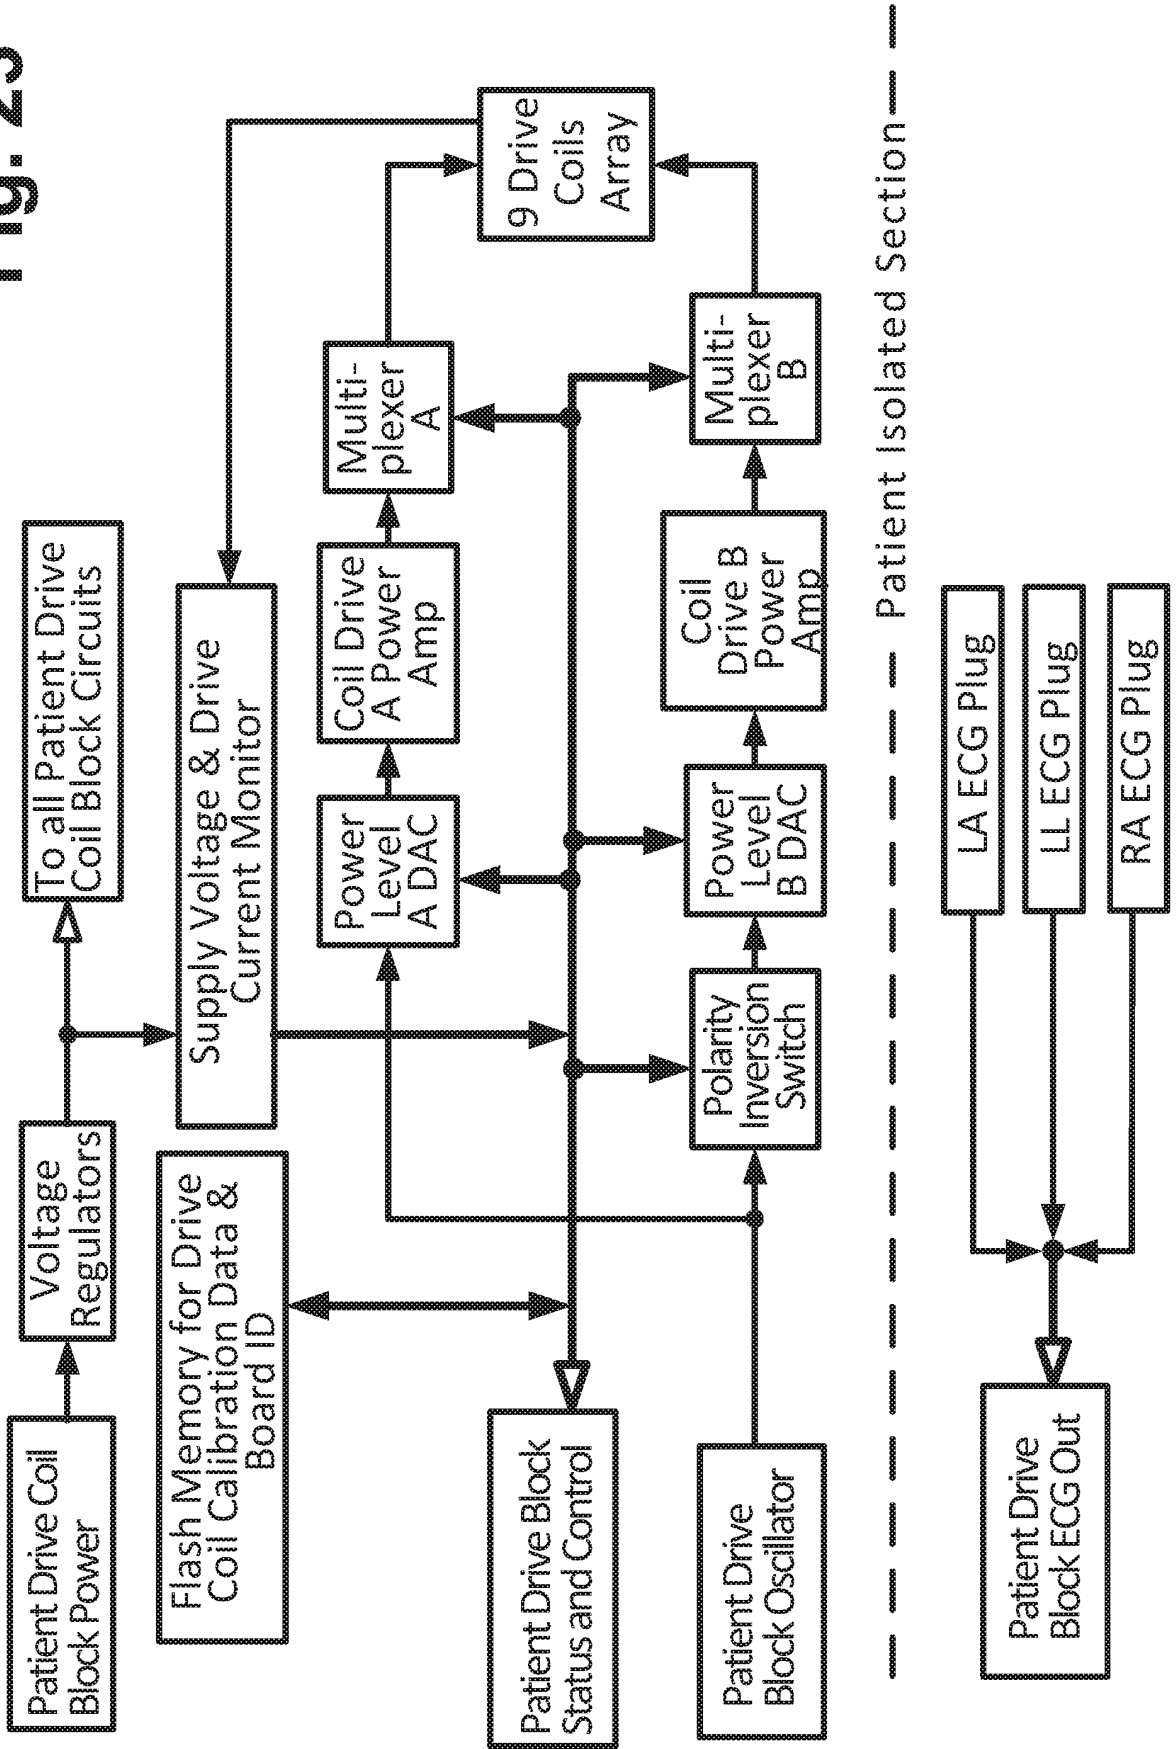 Fig. 23
Patient Drive Coil
Block Power
Voltage
Regulators
To all Patient Drive
Coil Block Circuits
Flash Memory for Drive
Coil Calibration Data &
Board ID
Supply Voltage & Drive
Current Monitor
Power
Level
A DAC
Coil Drive
A Power
Amp
Multi-
plexer
A
9 Drive
Coils
Array
Patient Drive Block
Status and Control
Patient Drive
Block Oscillator
Polarity
Inversion
Switch
Power
Level
B DAC
Coil
Drive B
Power
Amp
Multi-
plexer
B
Patient Isolated Section
Patient Drive
Block ECG Out
LA ECG Plug
LL ECG Plug
RA ECG Plug